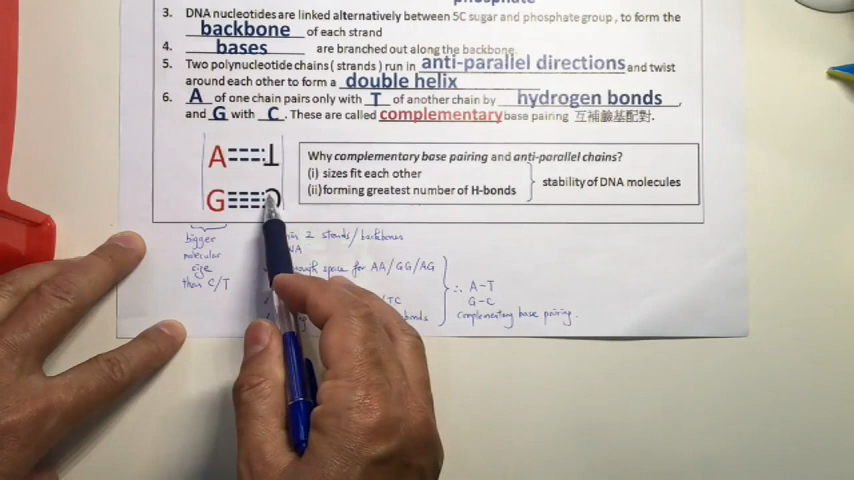 phosphate
3. DNA nucleotides are linked alternatively between 5C sugar and phosphate group , to form the
backbone of each strand
4. bases are branched out along the backbone.
5. Two polynucleotide chains ( strands ) run in anti-parallel directions and twist
around each other to form a double helix
6. A of one chain pairs only with T of another chain by hydrogen bonds ,
and G with C . These are called complementary base pairing 互補鹼基配對.
A T
G C
Why complementary base pairing and anti-parallel chains?
(i) sizes fit each other
(ii) forming greatest number of H-bonds
stability of DNA molecules
bigger
molecular
size
than C/T
2 strands/backbones
space for AA/GG/AG
/TC
bonds
∴ A-T
G-C
complementary base pairing.